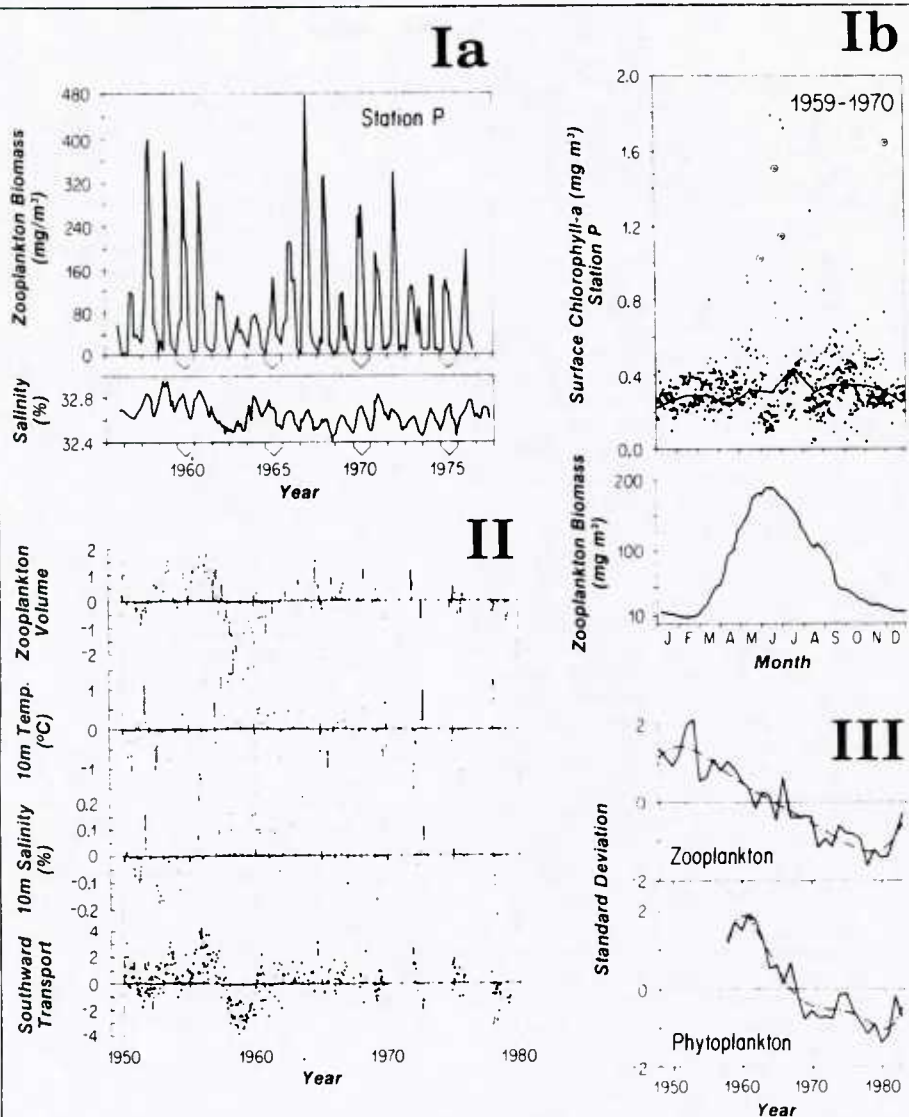 Ia
Zooplankton Biomass
(mg/m³)
480
400
320
240
160
80
0
Station P
Salinity
(%)
32.8
32.4
1960
1965
1970
1975
Year
Ib
Surface Chlorophyll-a (mg m³)
Station P
2.0
1.6
1.2
0.8
0.4
0.0
1959-1970
Zooplankton Biomass
(mg m³)
200
100
10
J F M A M J J A S O N D
Month
II
Zooplankton
Volume
2
1
0
-1
-2
10m Temp.
(°C)
1
0
-1
10m Salinity
(%)
0.2
0.1
0
-0.1
-0.2
Southward
Transport
4
2
0
-2
-4
1950
1960
1970
1980
Year
III
Standard Deviation
2
0
-2
Zooplankton
2
0
-2
Phytoplankton
1950
1960
1970
1980
Year